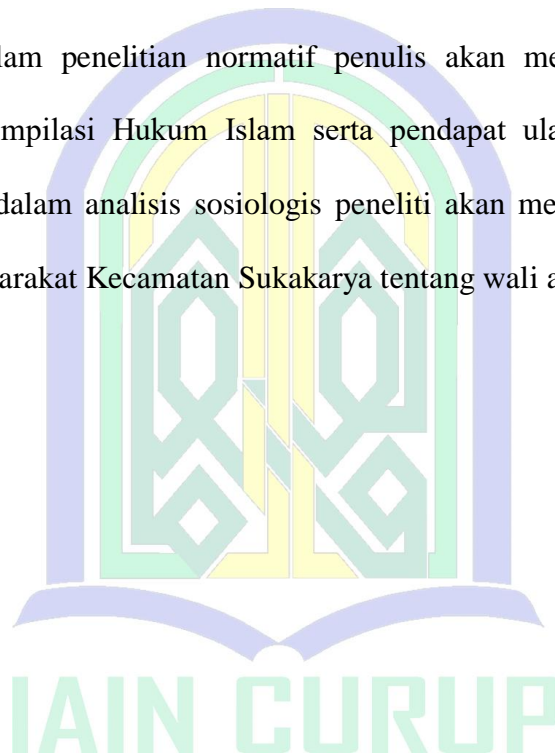 lam penelitian normatif penulis akan me
mpilasi Hukum Islam serta pendapat ula
dalam analisis sosiologis peneliti akan me
arakat Kecamatan Sukakarya tentang wali a
IAIN CURUP